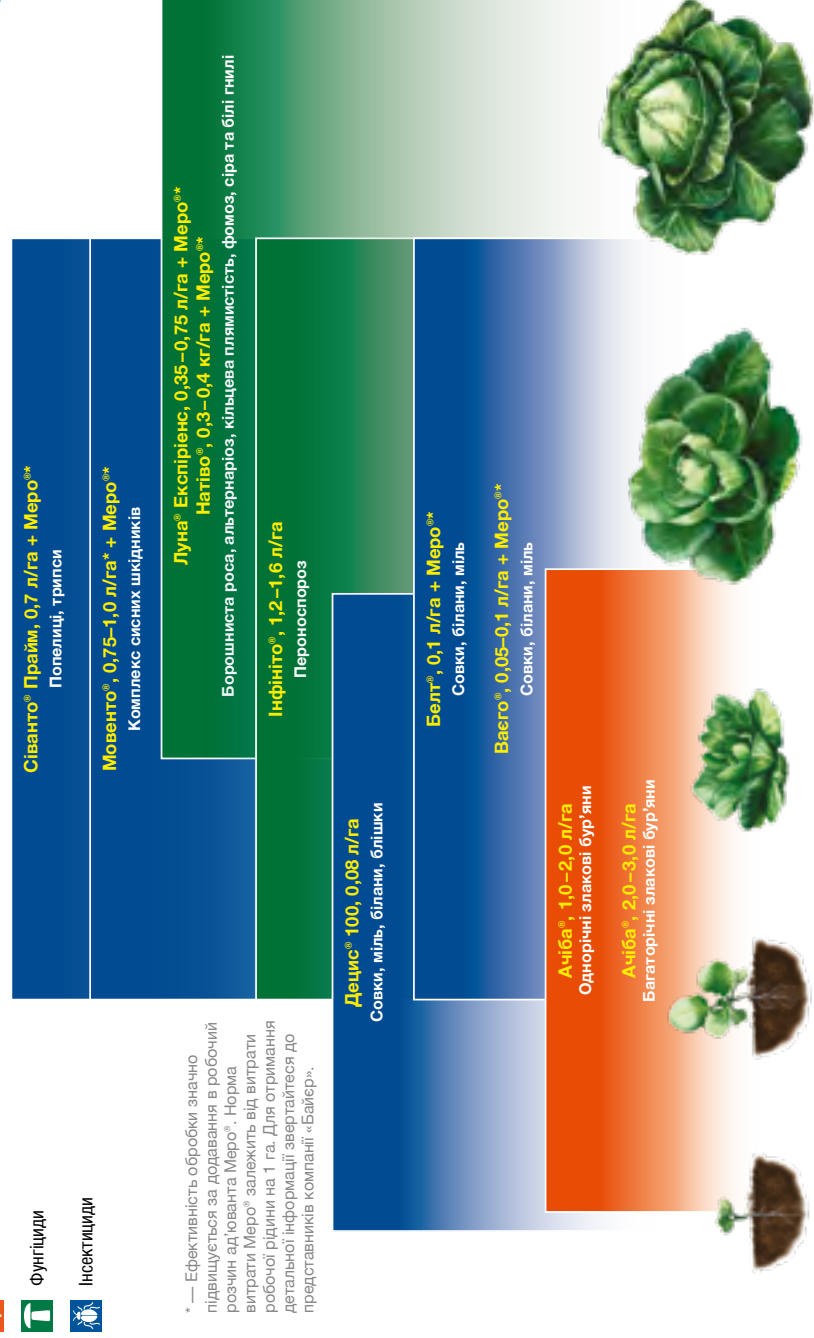 Фунгіциди
Інсектициди
Сіванто® Прайм, 0,7 л/га + Меро®*
Попелиці, трипси
Мовенто®, 0,75–1,0 л/га* + Меро®*
Комплекс сисних шкідників
Луна® Експірієнс, 0,35–0,75 л/га + Меро®*
Натіво®, 0,3–0,4 кг/га + Меро®*
Борошниста роса, альтернаріоз, кільцева плямистість, фомоз, сіра та білі гнилі
Інфініто®, 1,2–1,6 л/га
Пероноспороз
Децис® 100, 0,08 л/га
Совки, міль, білани, блішки
Белт®, 0,1 л/га + Меро®*
Совки, білани, міль
Ваєго®, 0,05–0,1 л/га + Меро®*
Совки, білани, міль
Ачіба®, 1,0–2,0 л/га
Однорічні злакові бур’яни
Ачіба®, 2,0–3,0 л/га
Багаторічні злакові бур’яни
* — Ефективність обробки значно
підвищується за додавання в робочий
розчин ад’юванта Меро®. Норма
витрати Меро® залежить від витрати
робочої рідини на 1 га. Для отримання
детальної інформації звертайтеся до
представників компанії «Байєр».